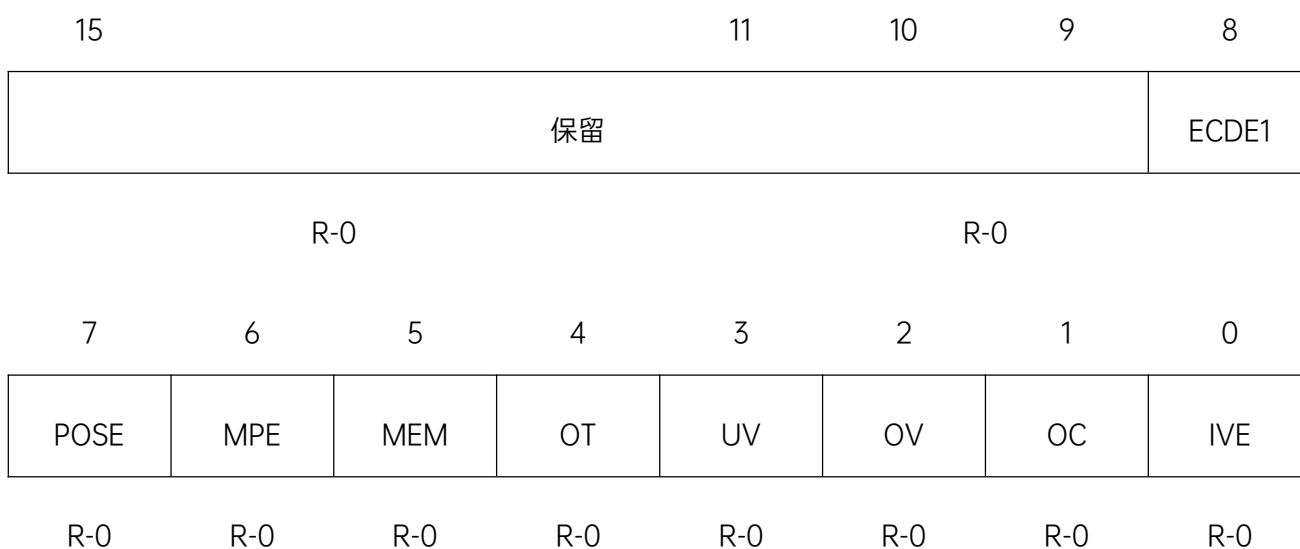 15 11 10 9 8
保留 ECDE1
R-0 R-0
7 6 5 4 3 2 1 0
POSE MPE MEM OT UV OV OC IVE
R-0 R-0 R-0 R-0 R-0 R-0 R-0 R-0